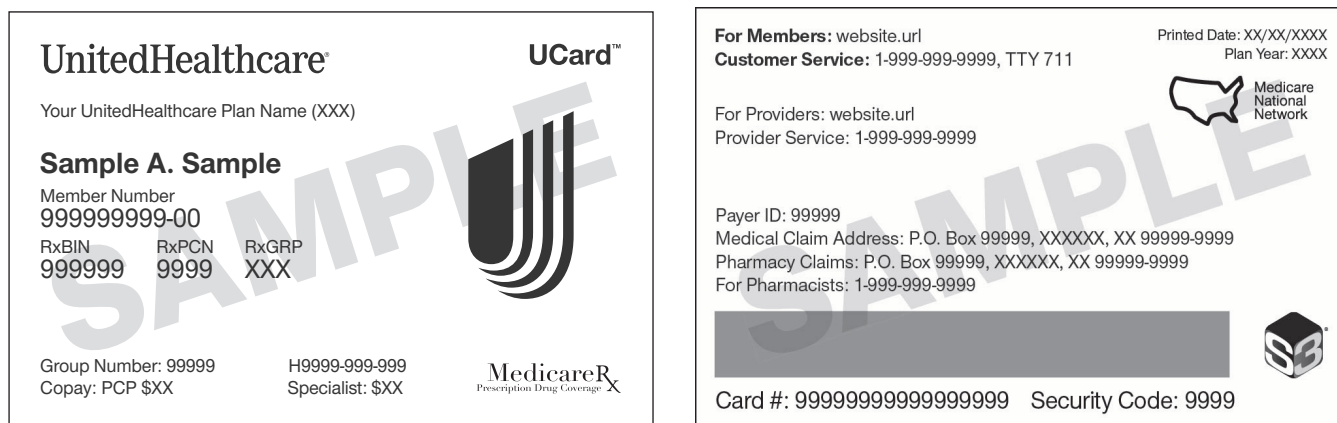 UnitedHealthcare®
UCard™
Your UnitedHealthcare Plan Name (XXX)
Sample A. Sample
Member Number
999999999-00
RxBIN RxPCN RxGRP
999999 9999 XXX
Group Number: 99999 H9999-999-999
Copay: PCP $XX Specialist: $XX
MedicareRx
Prescription Drug Coverage
SAMPLE
For Members: website.url
Customer Service: 1-999-999-9999, TTY 711
Printed Date: XX/XX/XXXX
Plan Year: XXXX
Medicare
National
Network
For Providers: website.url
Provider Service: 1-999-999-9999
Payer ID: 99999
Medical Claim Address: P.O. Box 99999, XXXXXX, XX 99999-9999
Pharmacy Claims: P.O. Box 99999, XXXXXX, XX 99999-9999
For Pharmacists: 1-999-999-9999
S3®
Card #: 99999999999999999 Security Code: 9999
SAMPLE